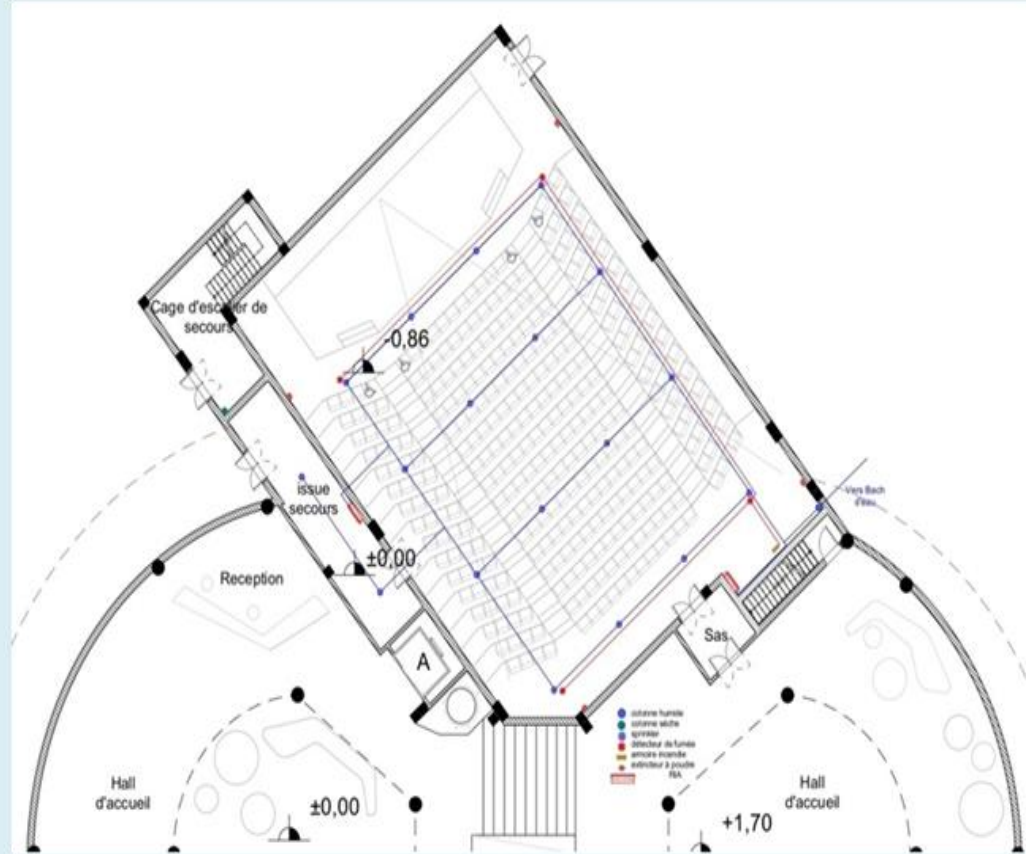 Cage d'escalier de
secours
-0,86
issue
secours
±0,00
Vers Bach
d'eau
Reception
A
Sas
colonne humide
colonne sèche
sprinkler
détecteur de fumée
armoire incendie
extincteur à poudre
RIA
Hall
d'accueil
±0,00
Hall
d'accueil
+1,70